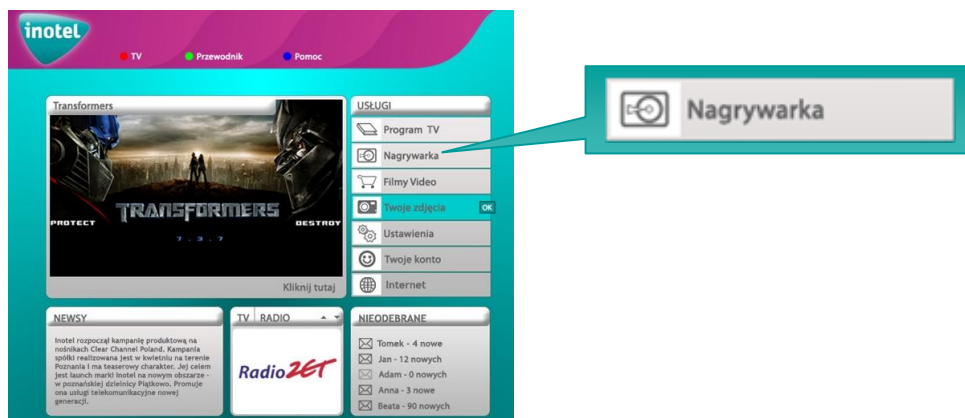 inotel
TV
Przewodnik
Pomoc
Transformers
PROTECT
TRANSFORMERS
DESTROY
7.3.7
Kliknij tutaj
USŁUGI
Program TV
Nagrywarka
Filmy Video
Twoje zdjęcia OK
Ustawienia
Twoje konto
Internet
Nagrywarka
NEWSY
Inotel rozpoczął kampanię produktową na
nośnikach Clear Channel Poland. Kampania
spółki realizowana jest w kwietniu na terenie
Poznania i ma teaserowy charakter. Jej celem
jest launch marki Inotel na nowym obszarze -
w poznańskiej dzielnicy Piątkowo. Promuje
ona usługi telekomunikacyjne nowej
generacji.
TV RADIO
Radio ZET
NIEODEBRANE
Tomek - 4 nowe
Jan - 12 nowych
Adam - 0 nowych
Anna - 3 nowe
Beata - 90 nowych